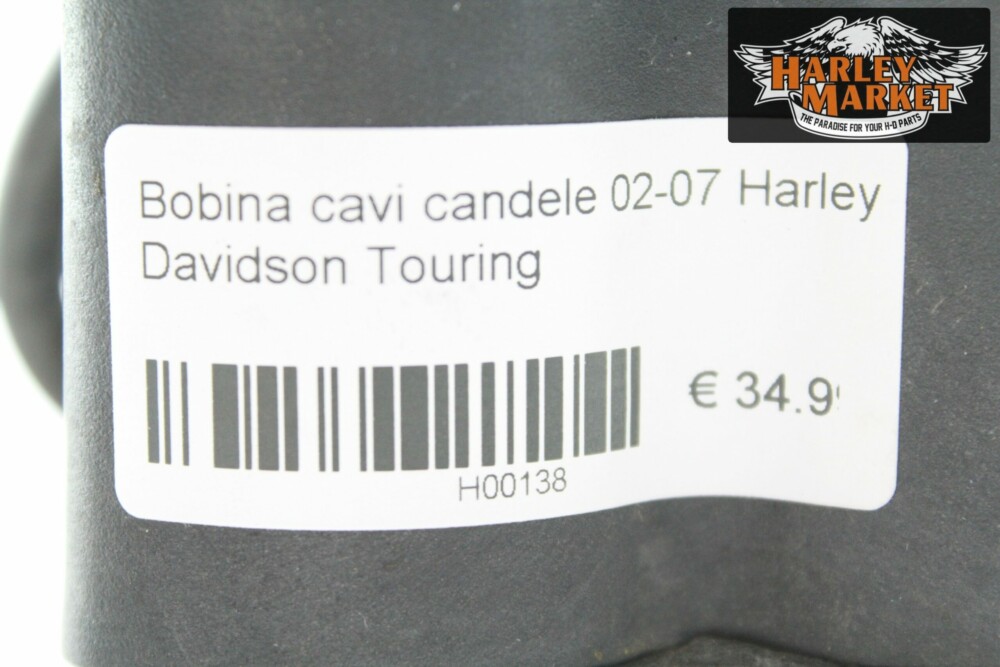 HARLEY
MARKET
THE PARADISE FOR YOUR H-D PARTS
Bobina cavi candele 02-07 Harley
Davidson Touring
€ 34.9
H00138